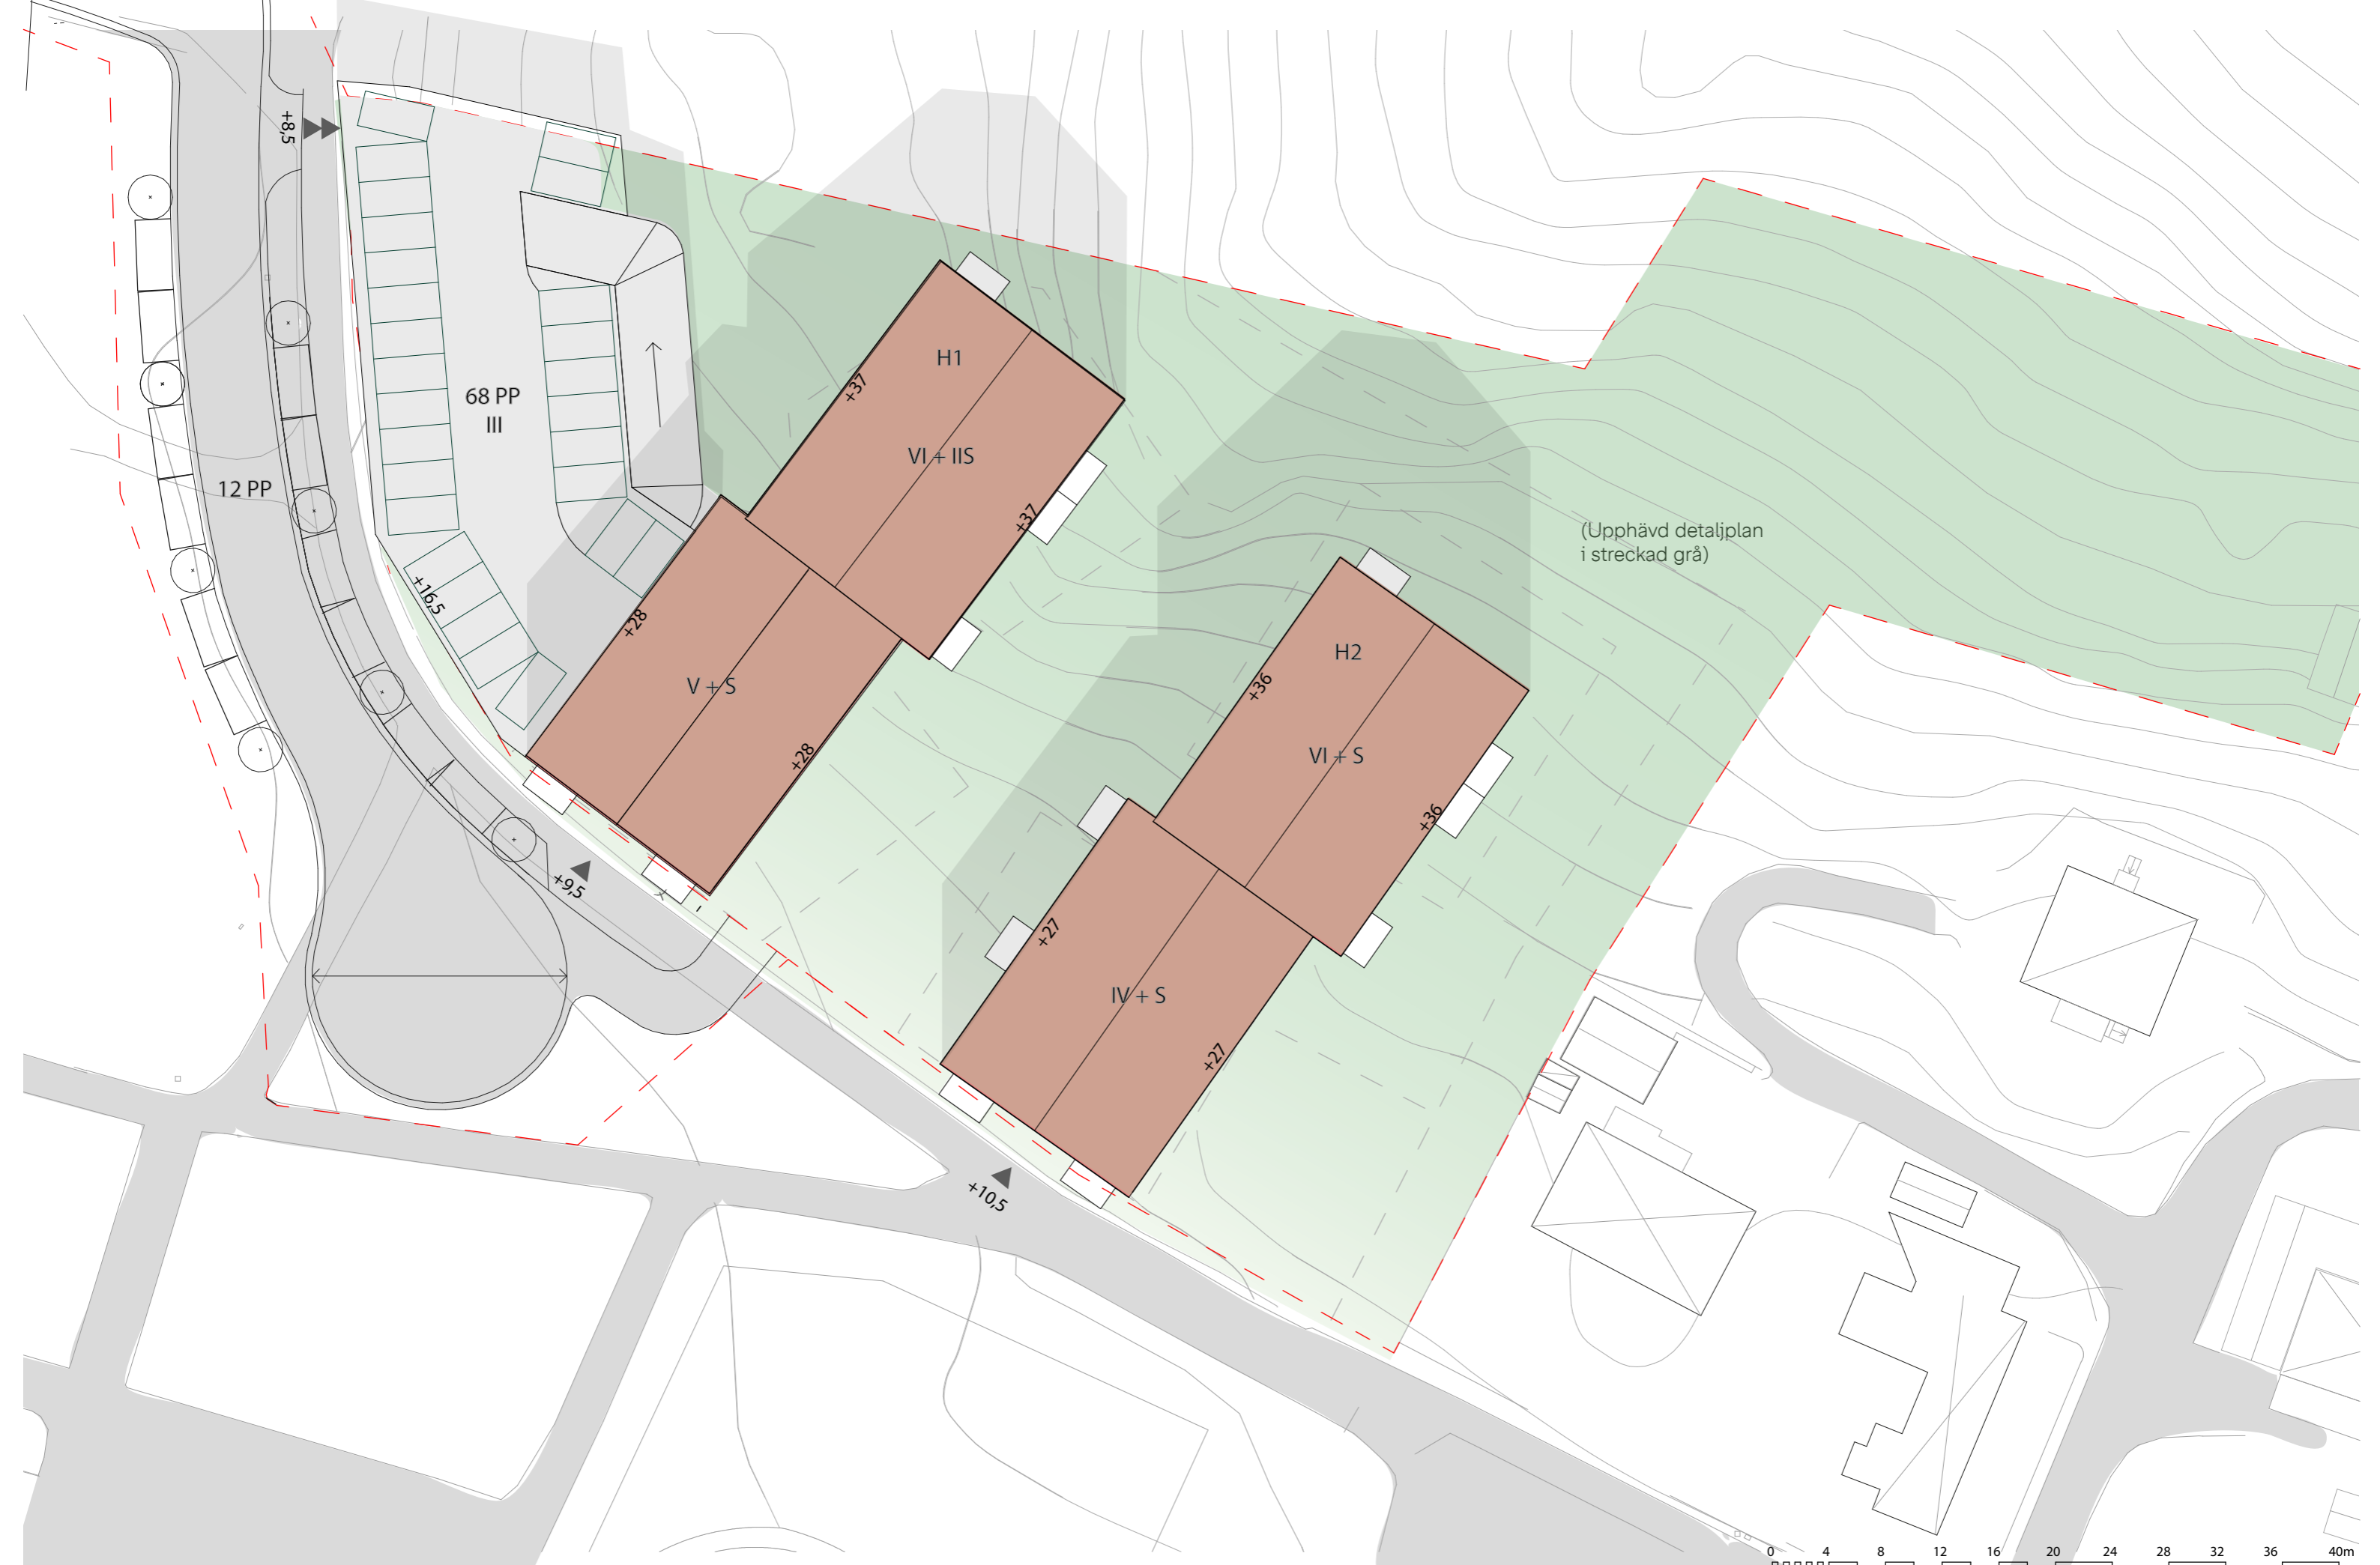 +8,5
H1
+37
68 PP
III
VI + IIS
12 PP
+37
(Upphävd detaljplan
i streckad grå)
+16,5
+28
H2
V + S
+36
+28
VI + S
+36
+9,5
+27
IV + S
+27
+10,5
0 4 8 12 16 20 24 28 32 36 40m